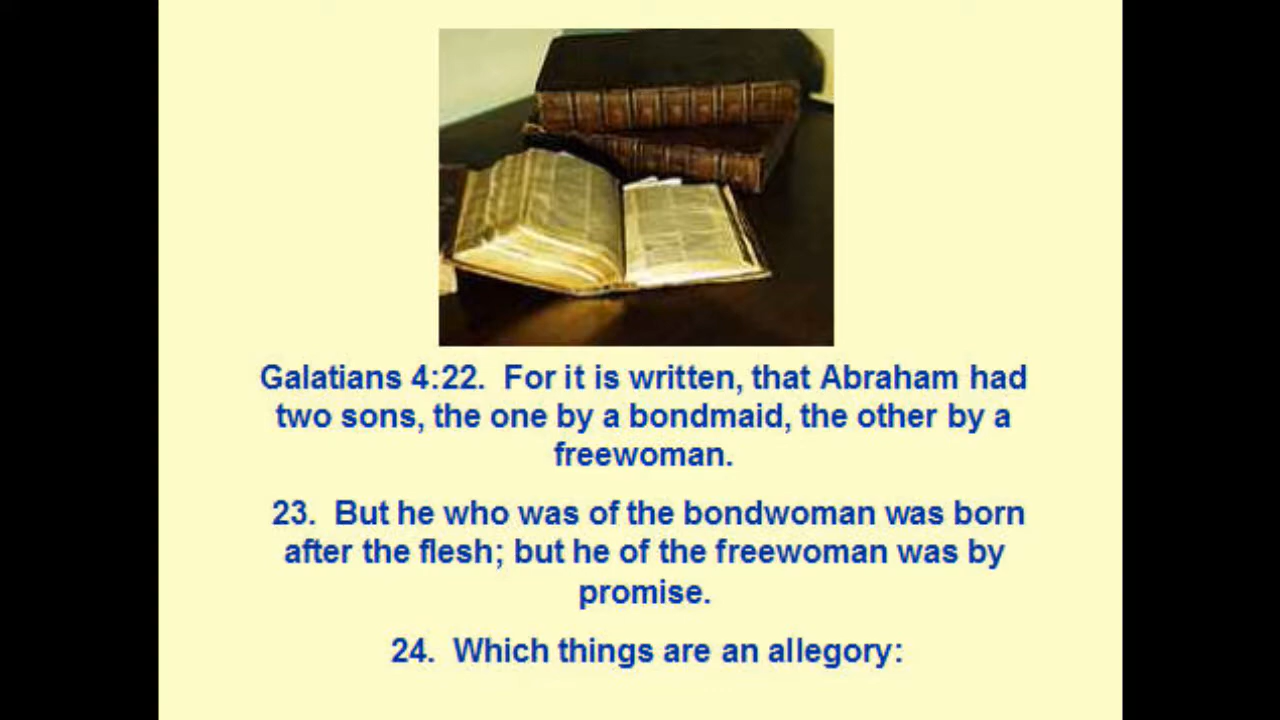 Galatians 4:22.  For it is written, that Abraham had
two sons, the one by a bondmaid, the other by a
freewoman.
23.  But he who was of the bondwoman was born
after the flesh; but he of the freewoman was by
promise.
24.  Which things are an allegory: